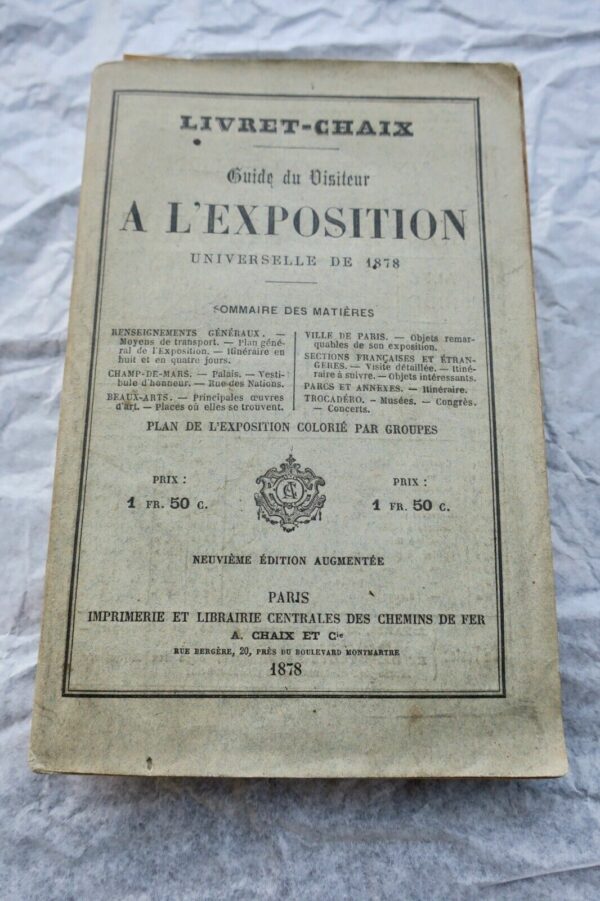 LIVRET-CHAIX
Guide du Visiteur
A L'EXPOSITION
UNIVERSELLE DE 1878
SOMMAIRE DES MATIÈRES
RENSEIGNEMENTS GÉNÉRAUX. —
Moyens de transport. — Plan géné-
ral de l'Exposition. — Itinéraire en
huit et en quatre jours.
CHAMP-DE-MARS. — Palais. — Vesti-
bule d'honneur. — Rue des Nations.
BEAUX-ARTS. — Principales œuvres
d'art. — Places où elles se trouvent.
VILLE DE PARIS. — Objets remar-
quables de son exposition.
SECTIONS FRANÇAISES ET ÉTRAN-
GÈRES. — Visite détaillée. — Itiné-
raire à suivre. — Objets intéressants.
PARCS ET ANNEXES. — Itinéraire.
TROCADÉRO. - Musées. — Congrès.
— Concerts.
PLAN DE L'EXPOSITION COLORIÉ PAR GROUPES
PRIX :
1 FR. 50 C.
PRIX :
1 FR. 50 C.
NEUVIÈME ÉDITION AUGMENTÉE
PARIS
IMPRIMERIE ET LIBRAIRIE CENTRALES DES CHEMINS DE FER
A. CHAIX ET Cie
RUE BERGÈRE, 20, PRÈS DU BOULEVARD MONTMARTRE
1878